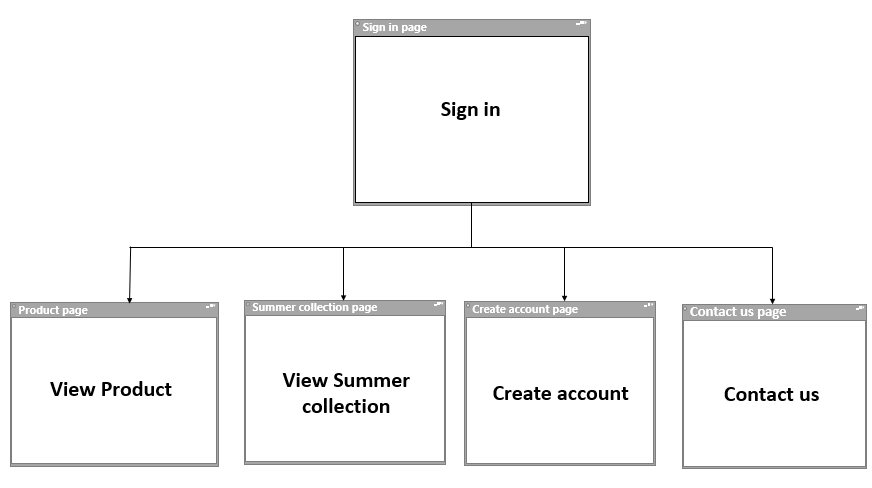 Sign in page
Sign in
Product page
Summer collection page
Create account page
Contact us page
View Product
View Summer
collection
Create account
Contact us